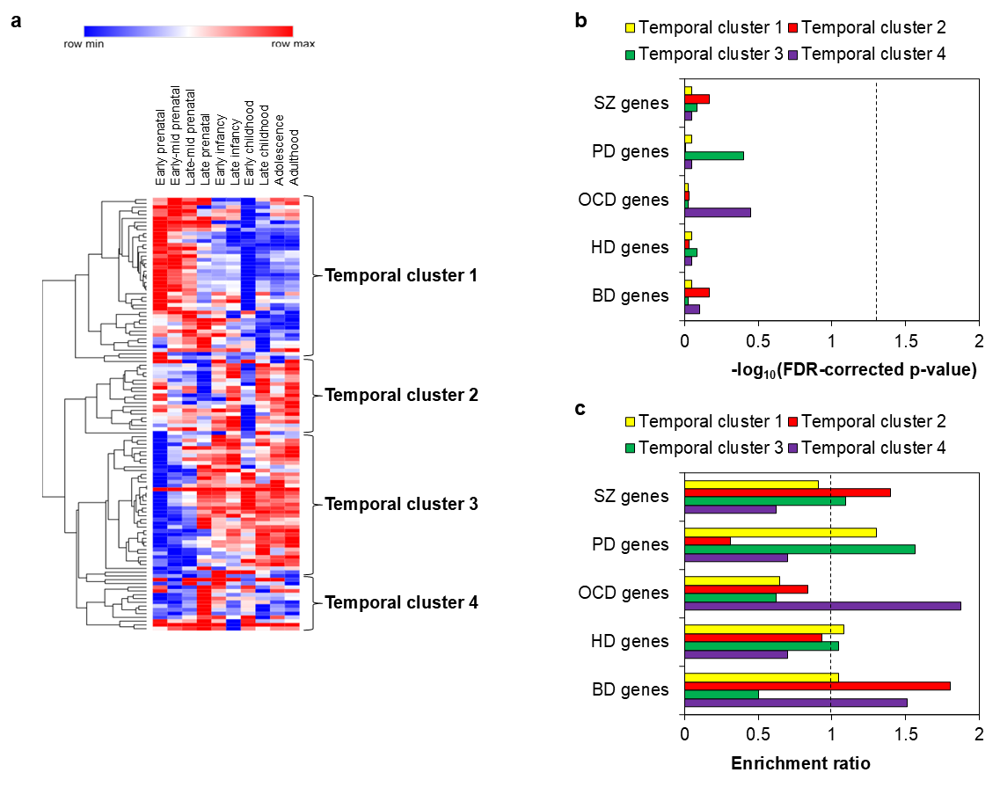 a
row min
row max
Early prenatal
Early-mid prenatal
Late-mid prenatal
Late prenatal
Early infancy
Late infancy
Early childhood
Late childhood
Adolescence
Adulthood
Temporal cluster 1
Temporal cluster 2
Temporal cluster 3
Temporal cluster 4
b
Temporal cluster 1 Temporal cluster 2
Temporal cluster 3 Temporal cluster 4
SZ genes
PD genes
OCD genes
HD genes
BD genes
0 0.5 1 1.5 2
-log10(FDR-corrected p-value)
c
Temporal cluster 1 Temporal cluster 2
Temporal cluster 3 Temporal cluster 4
SZ genes
PD genes
OCD genes
HD genes
BD genes
0 0.5 1 1.5 2
Enrichment ratio